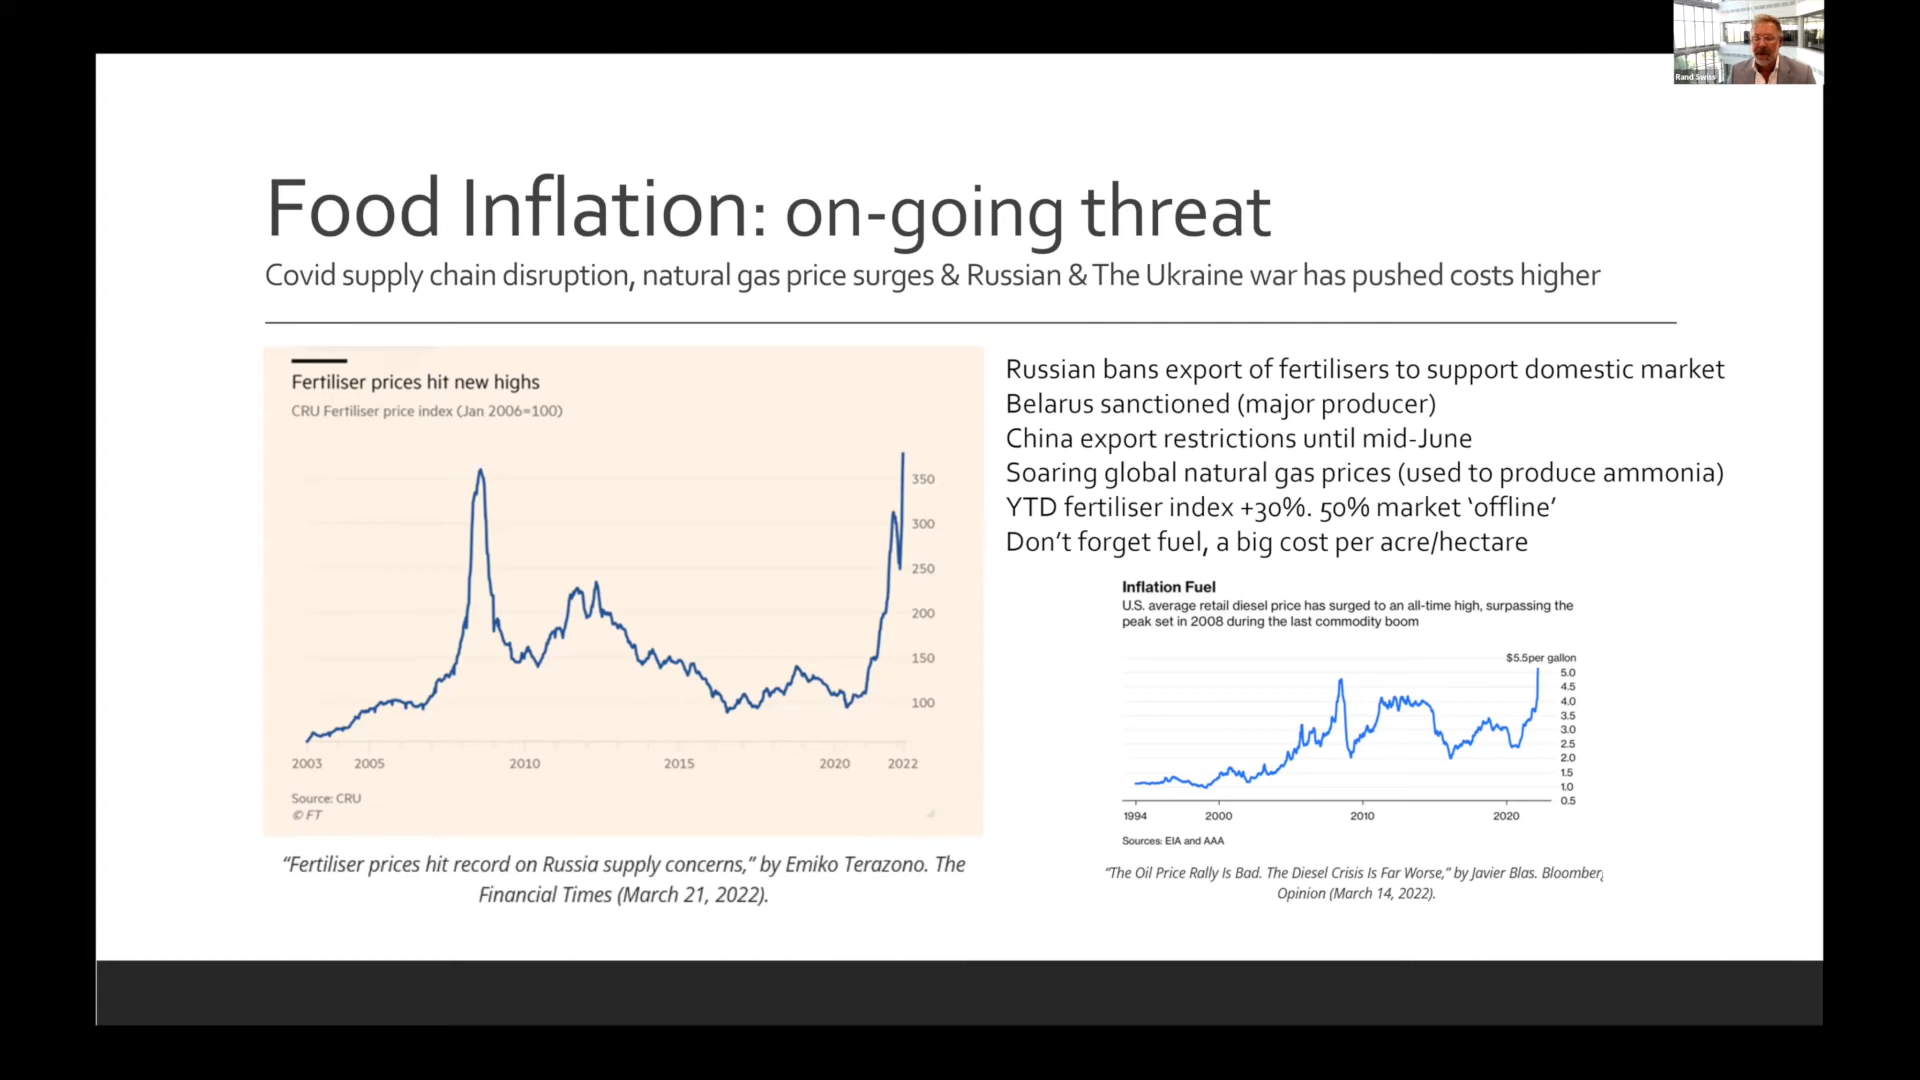 Rand Swiss
Food Inflation: on-going threat
Covid supply chain disruption, natural gas price surges & Russian & The Ukraine war has pushed costs higher
Fertiliser prices hit new highs
CRU Fertiliser price index (Jan 2006=100)
350
300
250
200
150
100
2003 2005 2010 2015 2020 2022
Source: CRU
© FT
“Fertiliser prices hit record on Russia supply concerns,” by Emiko Terazono. The
Financial Times (March 21, 2022).
Russian bans export of fertilisers to support domestic market
Belarus sanctioned (major producer)
China export restrictions until mid-June
Soaring global natural gas prices (used to produce ammonia)
YTD fertiliser index +30%. 50% market ‘offline’
Don’t forget fuel, a big cost per acre/hectare
Inflation Fuel
U.S. average retail diesel price has surged to an all-time high, surpassing the
peak set in 2008 during the last commodity boom
$5.5per gallon
5.0
4.5
4.0
3.5
3.0
2.5
2.0
1.5
1.0
0.5
1994 2000 2010 2020
Sources: EIA and AAA
“The Oil Price Rally Is Bad. The Diesel Crisis Is Far Worse,” by Javier Blas. Bloomber
Opinion (March 14, 2022).